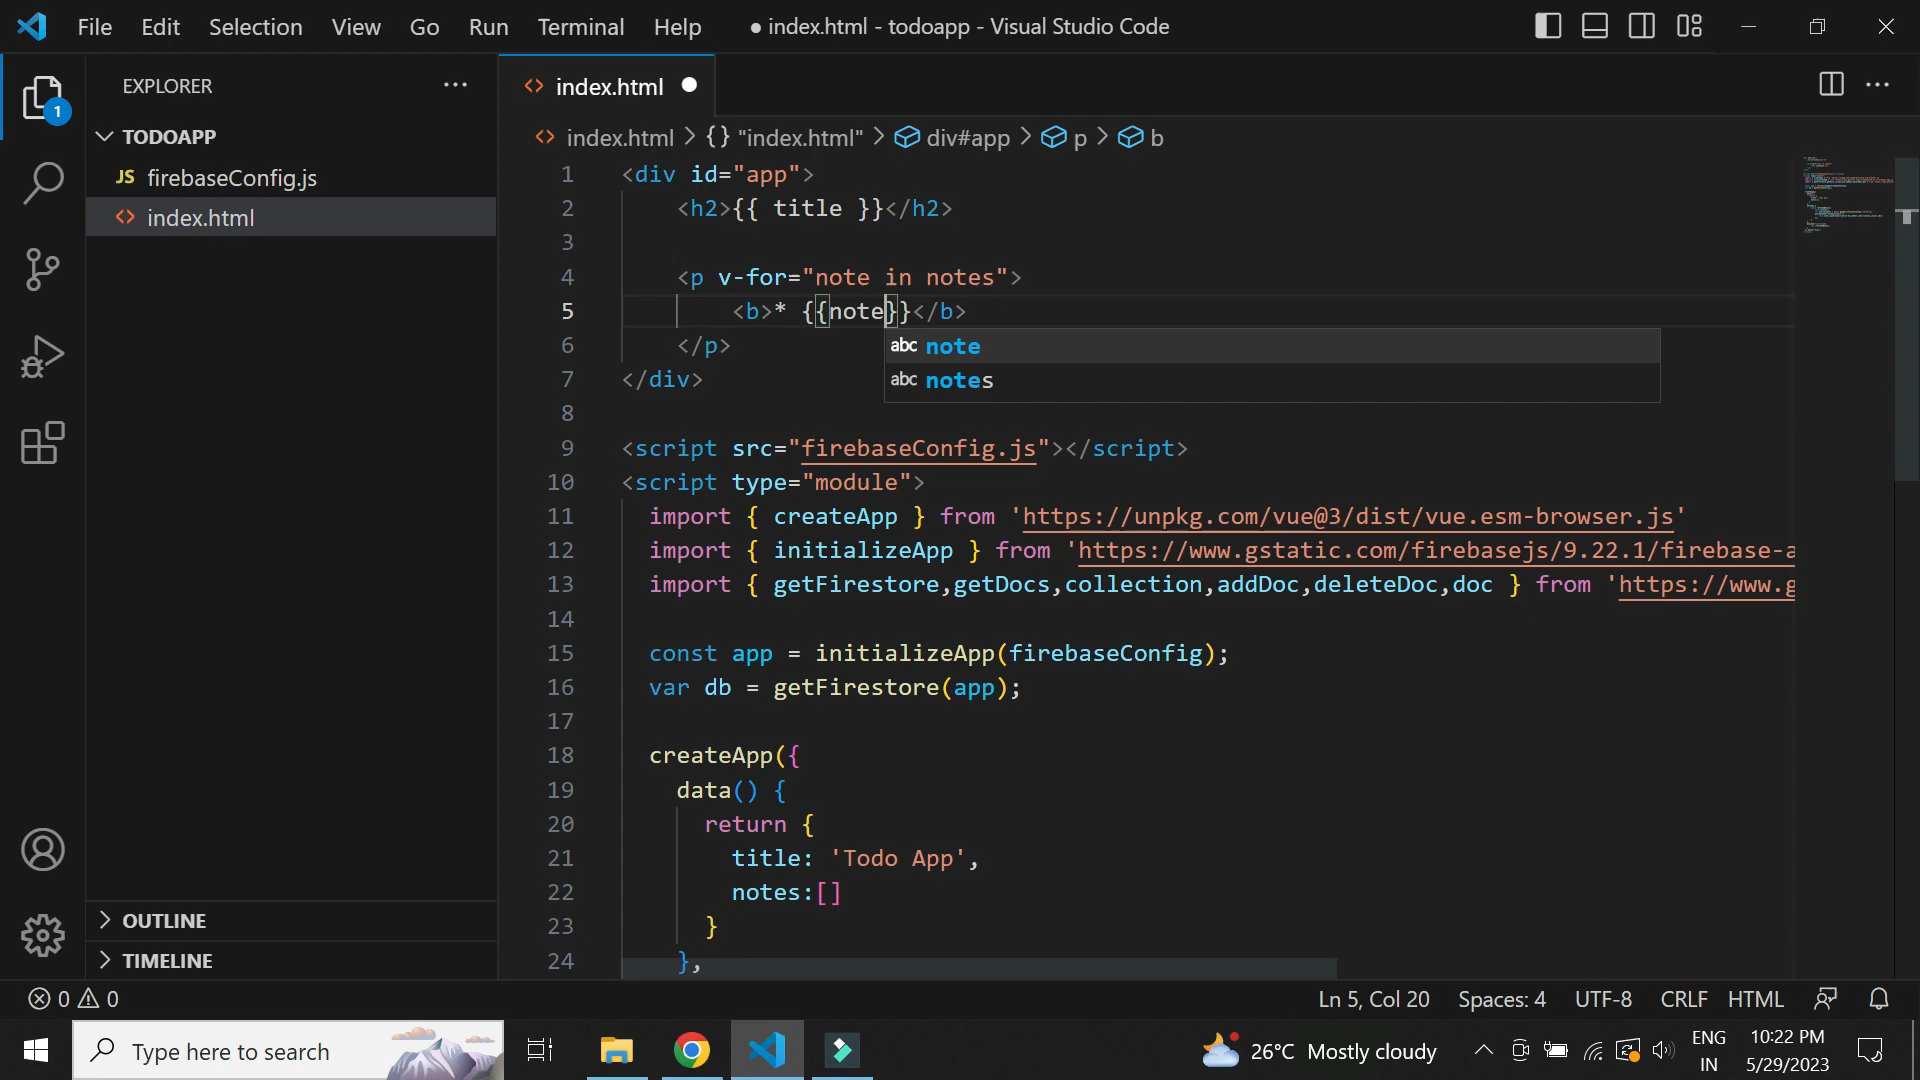 File Edit Selection View Go Run Terminal Help ● index.html - todoapp - Visual Studio Code
EXPLORER
1
TODOAPP
JS firebaseConfig.js
<> index.html
OUTLINE
TIMELINE
<> index.html
<> index.html > {} "index.html" > div#app > p > b
1 <div id="app">
2 <h2>{{ title }}</h2>
3
4 <p v-for="note in notes">
5 <b>* {{note}}</b>
6 </p>
abc note
7 </div>
abc notes
8
9 <script src="firebaseConfig.js"></script>
10 <script type="module">
11 import { createApp } from 'https://unpkg.com/vue@3/dist/vue.esm-browser.js'
12 import { initializeApp } from 'https://www.gstatic.com/firebasejs/9.22.1/firebase-a
13 import { getFirestore,getDocs,collection,addDoc,deleteDoc,doc } from 'https://www.g
14
15 const app = initializeApp(firebaseConfig);
16 var db = getFirestore(app);
17
18 createApp({
19 data() {
20 return {
21 title: 'Todo App',
22 notes:[]
23 }
24 },
0 0 Ln 5, Col 20 Spaces: 4 UTF-8 CRLF HTML
Type here to search
26°C Mostly cloudy
ENG
IN
10:22 PM
5/29/2023